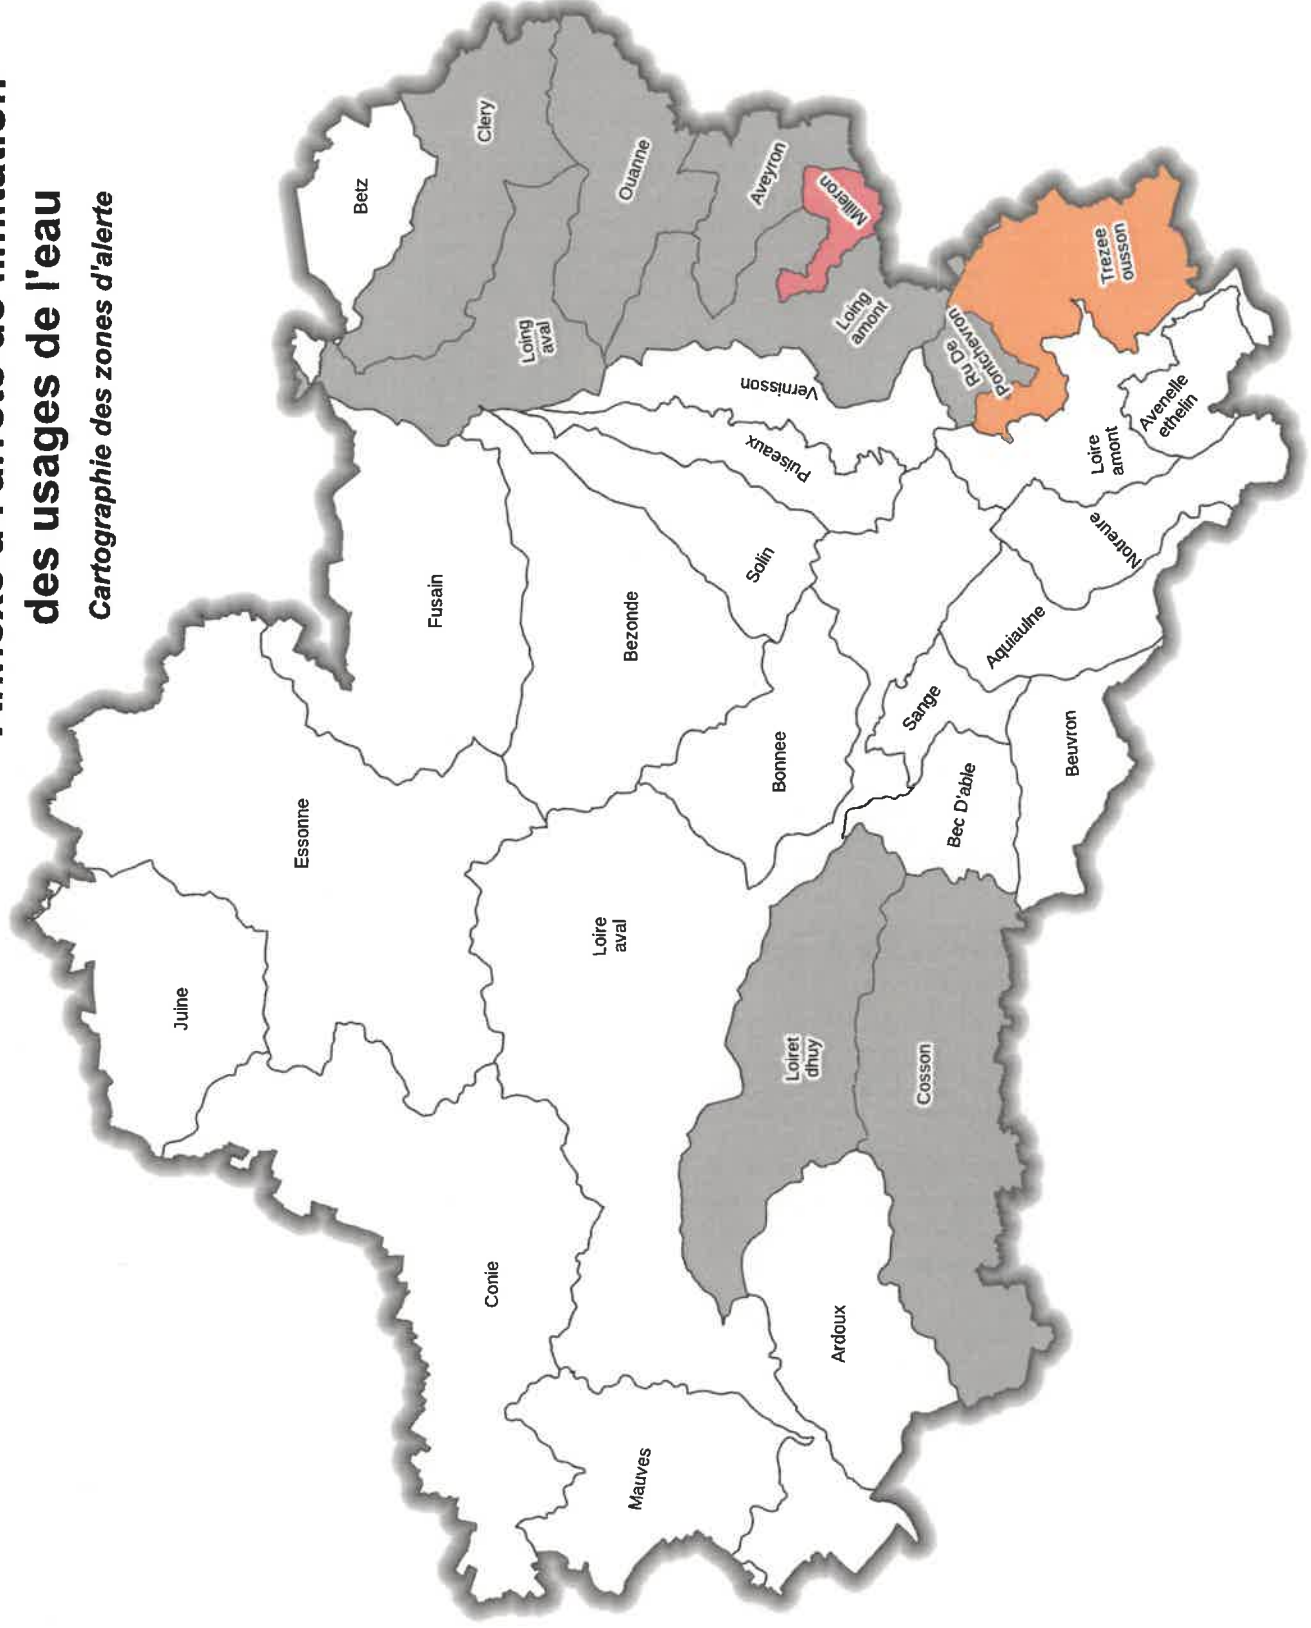 des usages de l'eau
Cartographie des zones d'alerte
Juine
Essonne
Betz
Fusain
Clery
Conie
Loing
aval
Loire
aval
Bezonde
Ouanne
Mauves
Solin
Puiseaux
Vernisson
Aveyron
Milleron
Bonnee
Loiret
dhuy
Ardoux
Loing
amont
Cosson
Bec D'able
Sange
Aquiaulne
Ru De
Pontchevron
Trezee
ousson
Beuvron
Notreure
Loire
amont
Avenelle
ethelin